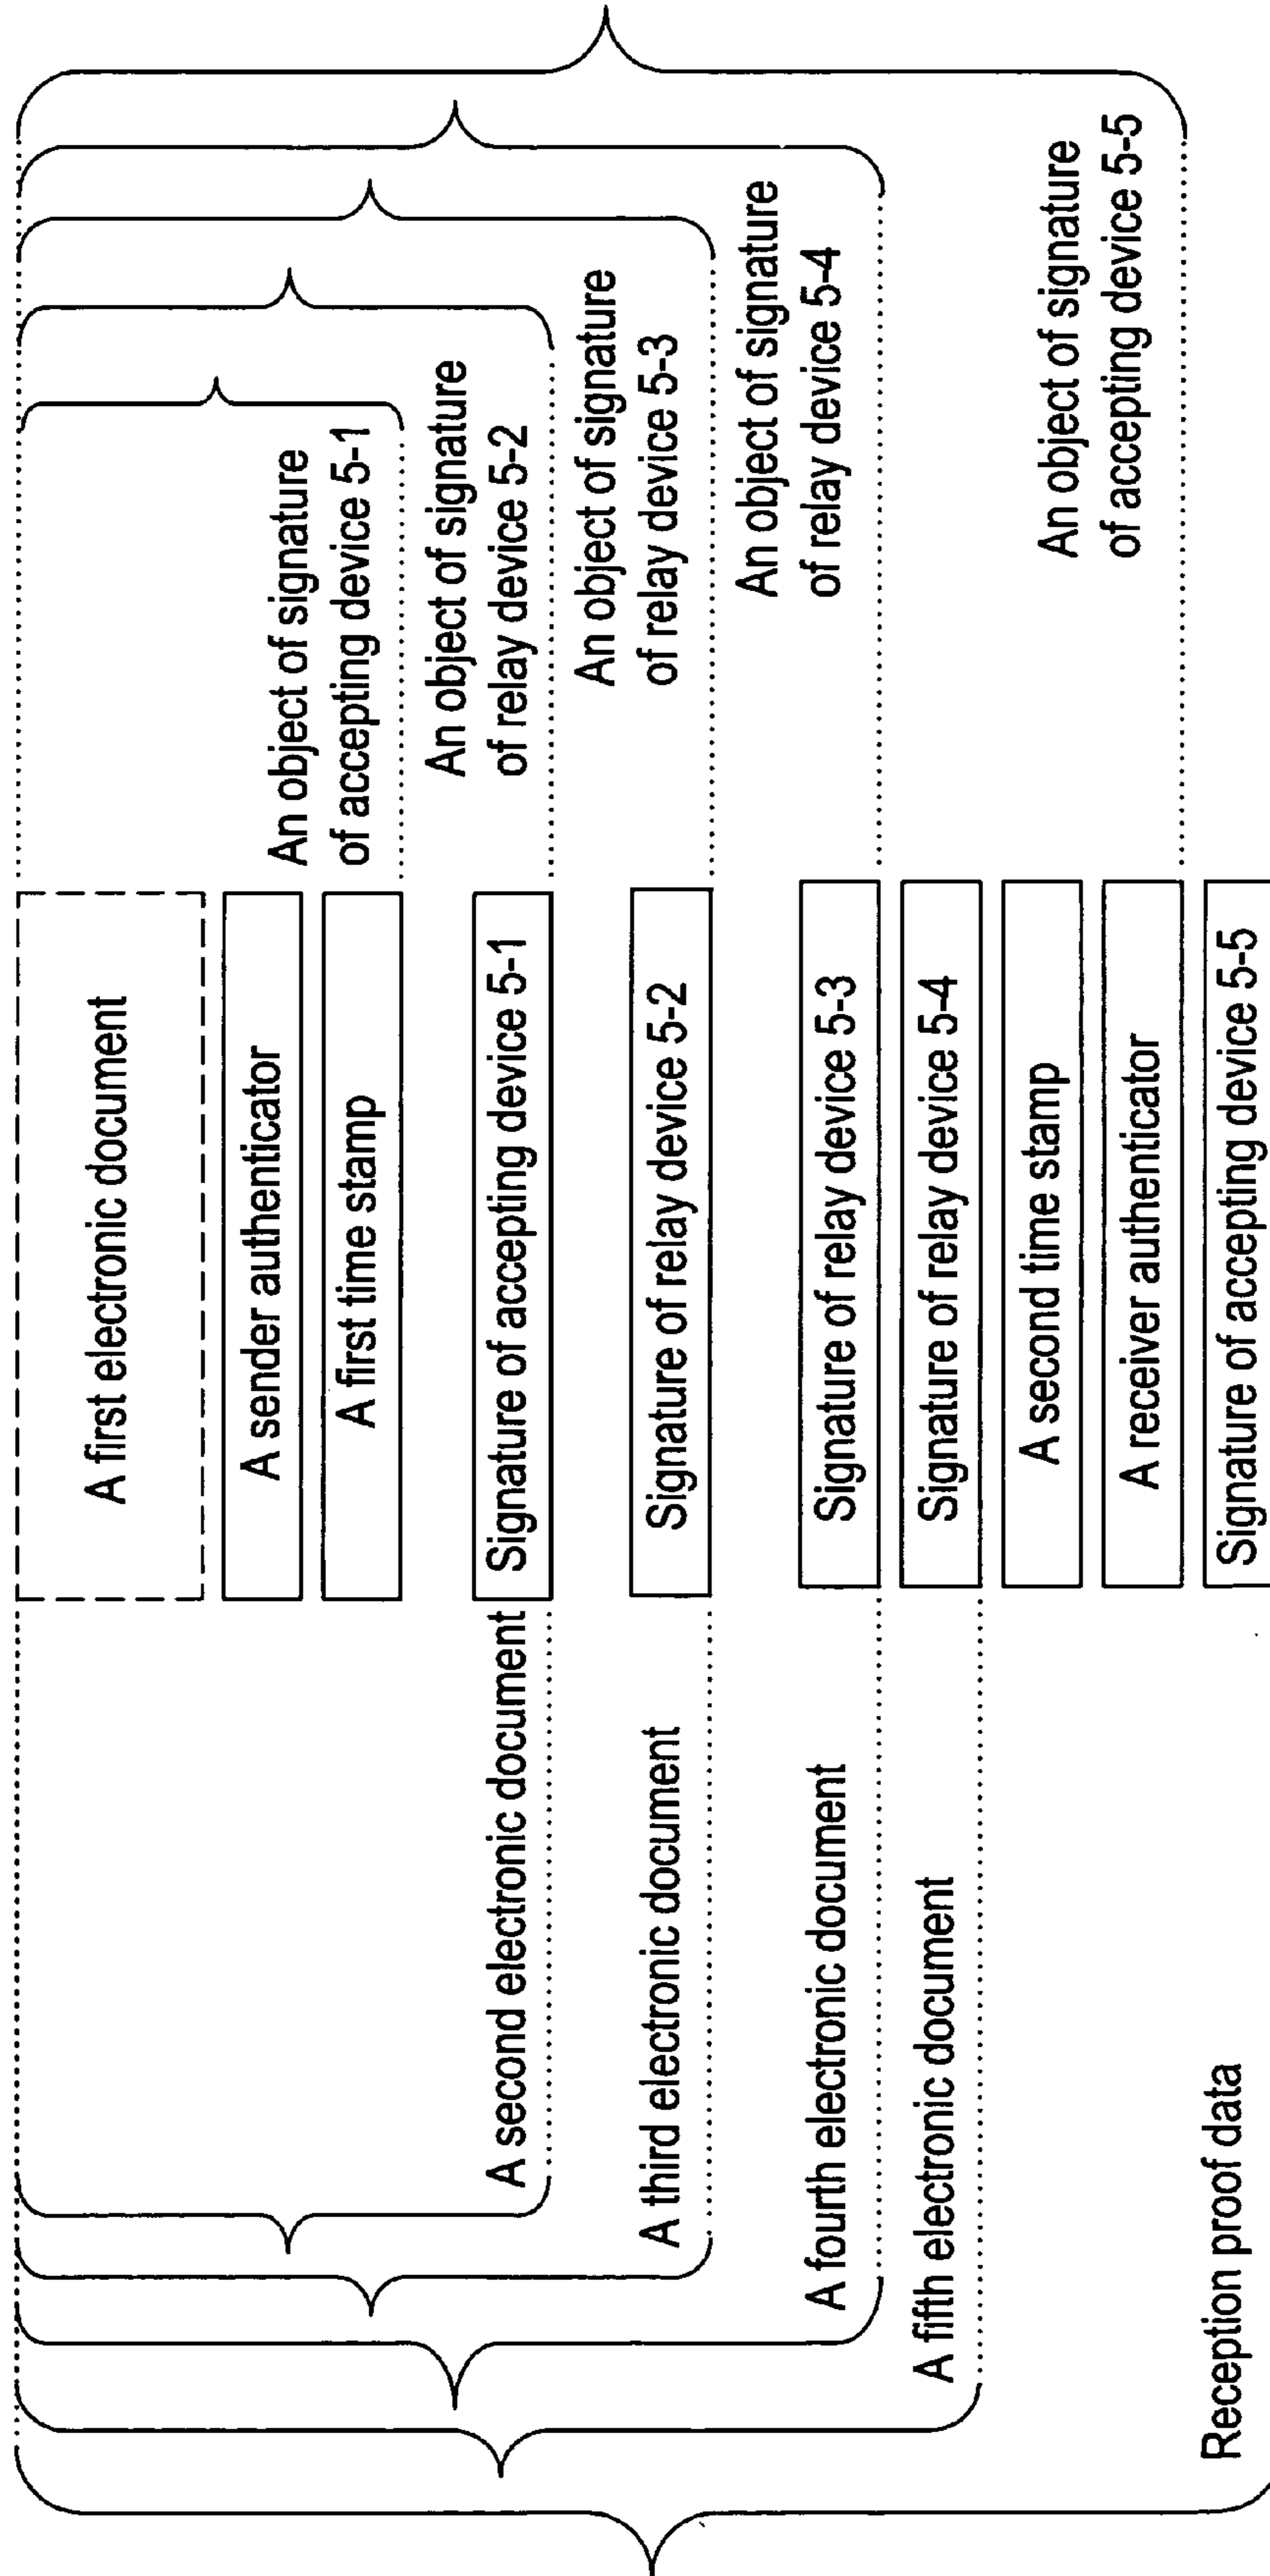 A first electronic document
A sender authenticator
A first time stamp
An object of signature
of accepting device 5-1
A second electronic document
Signature of accepting device 5-1
An object of signature
of relay device 5-2
A third electronic document
Signature of relay device 5-2
An object of signature
of relay device 5-3
A fourth electronic document
Signature of relay device 5-3
An object of signature
of relay device 5-4
A fifth electronic document
Signature of relay device 5-4
A second time stamp
A receiver authenticator
An object of signature
of accepting device 5-5
Reception proof data
Signature of accepting device 5-5